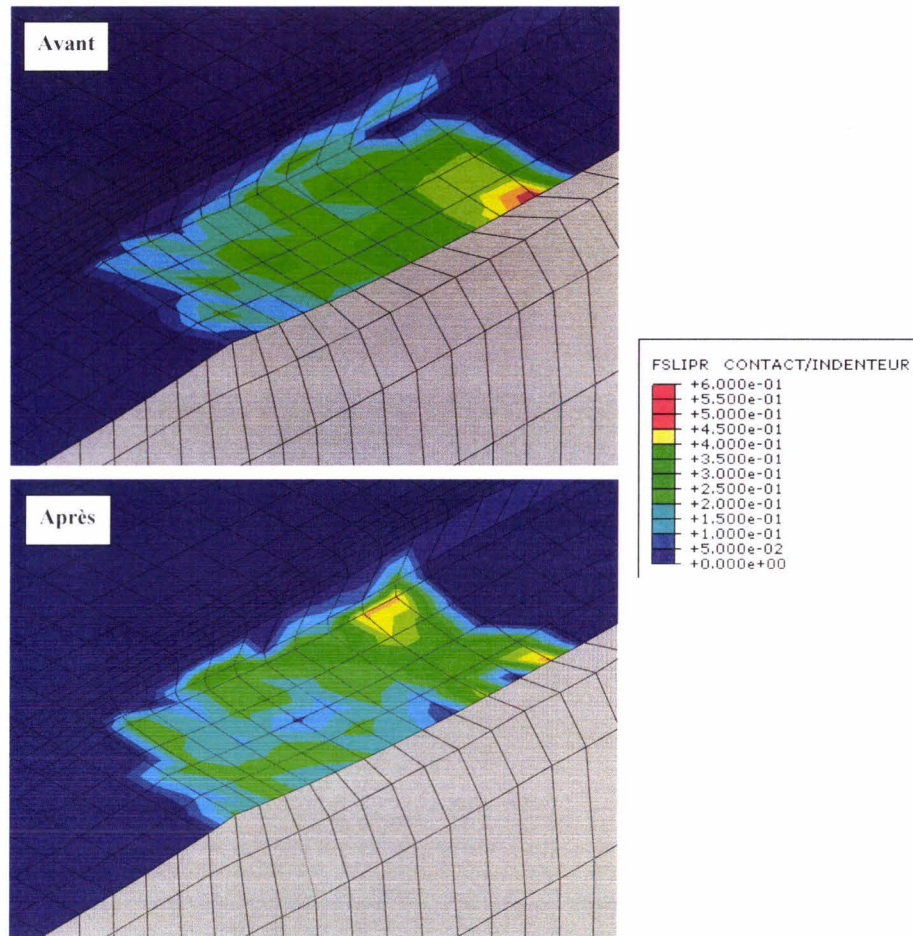 Avant
FSLIPR CONTACT/INDENTEUR
+6.000e-01
+5.500e-01
+5.000e-01
+4.500e-01
+4.000e-01
+3.500e-01
+3.000e-01
+2.500e-01
+2.000e-01
+1.500e-01
+1.000e-01
+5.000e-02
+0.000e+00
Après